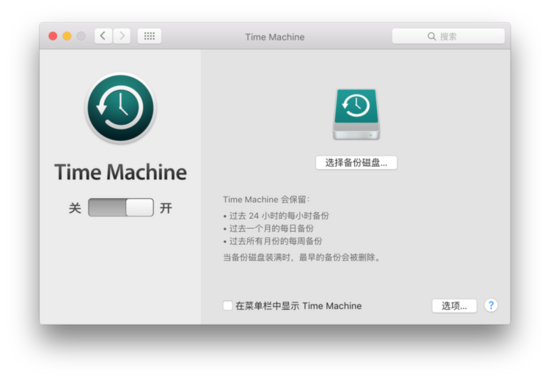 Time Machine
搜索
Time Machine
关 开
选择备份磁盘...
Time Machine 会保留：
• 过去 24 小时的每小时备份
• 过去一个月的每日备份
• 过去所有月份的每周备份
当备份磁盘装满时，最早的备份会被删除。
在菜单栏中显示 Time Machine
选项... ?